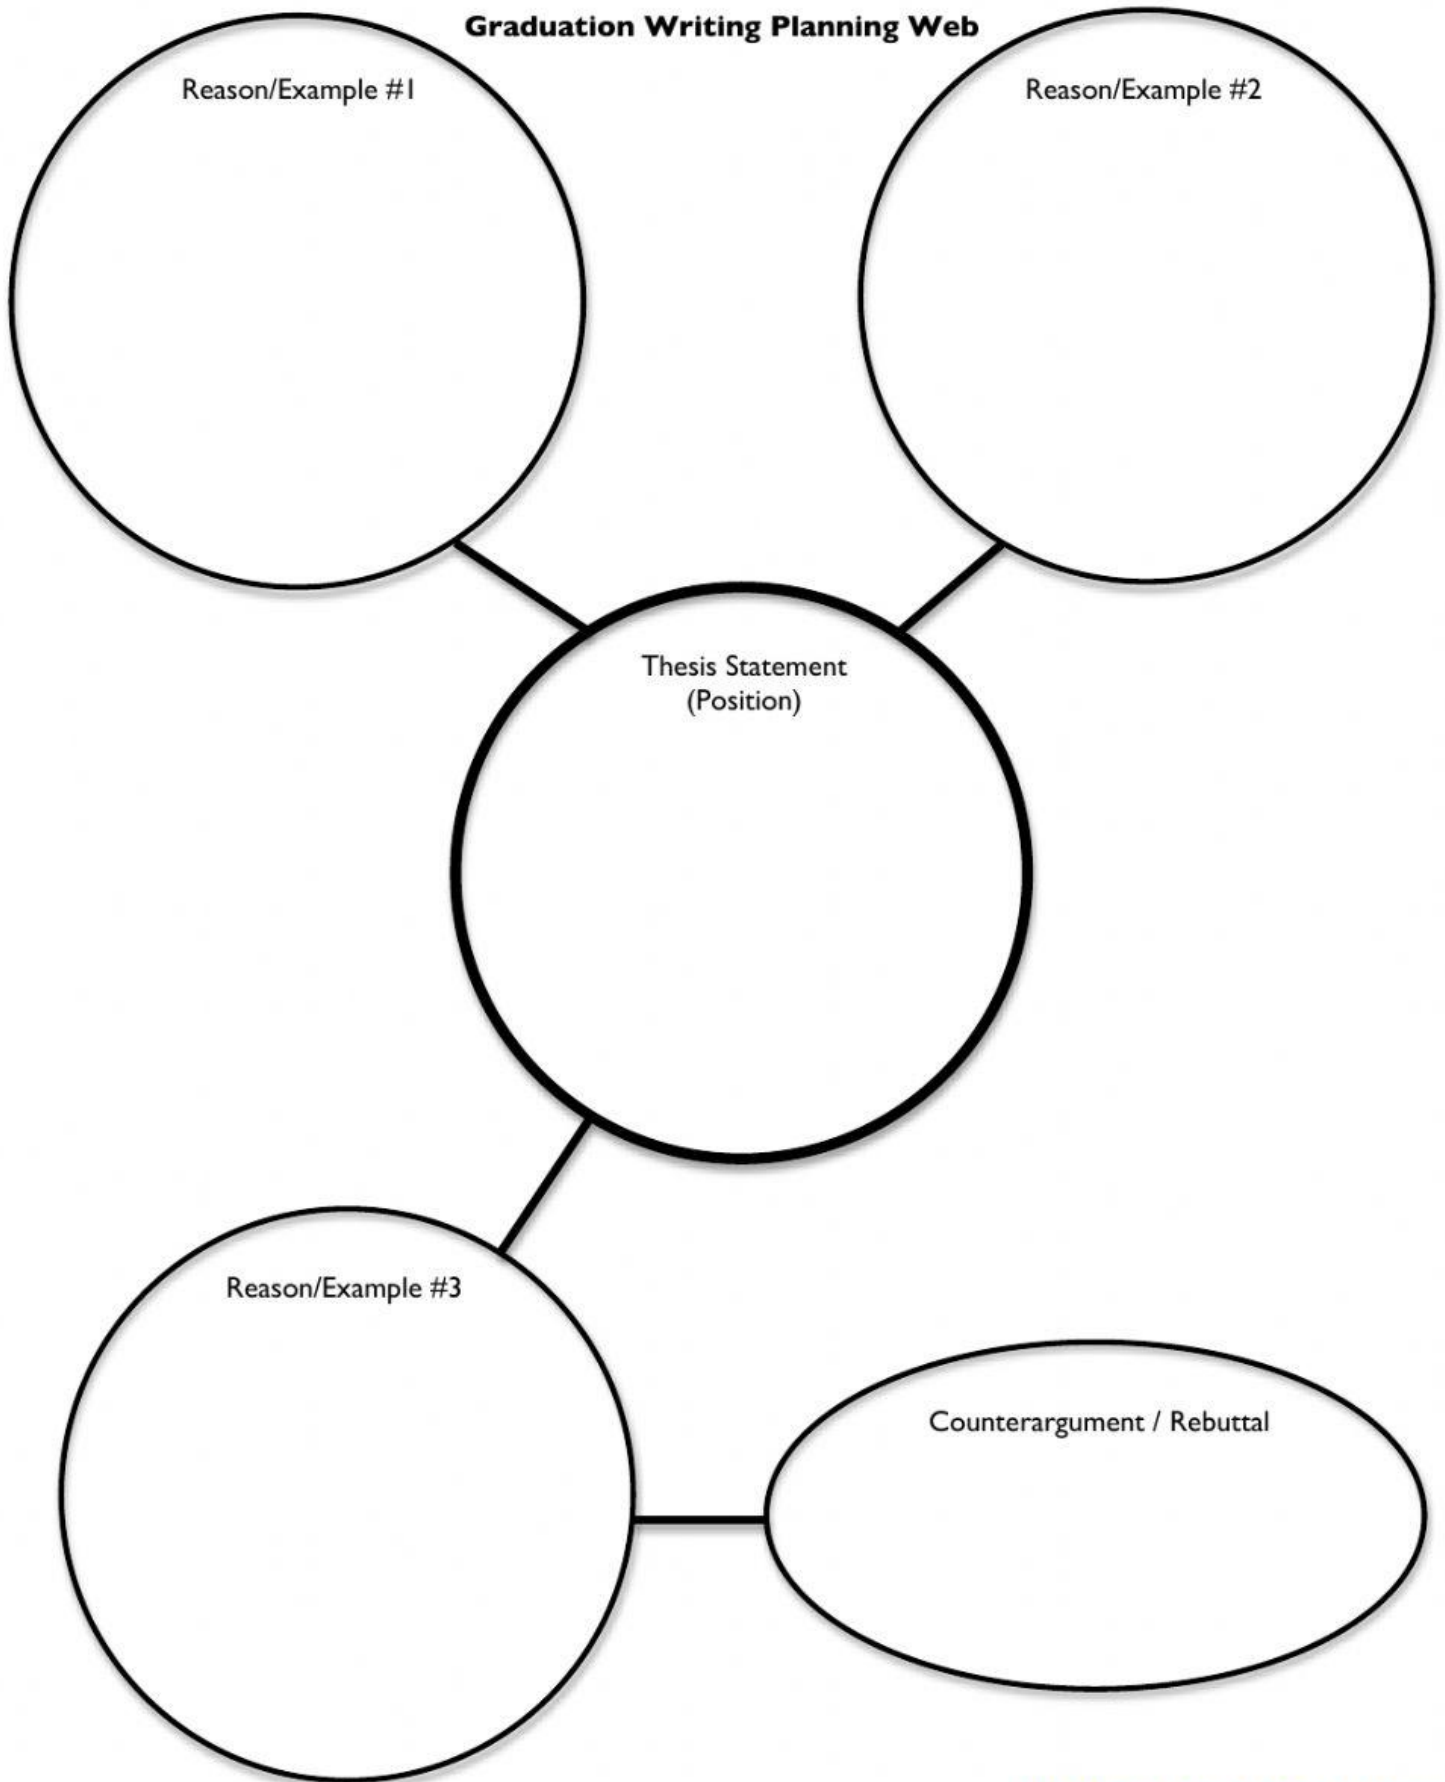 Graduation Writing Planning Web
Reason/Example #1
Reason/Example #2
Thesis Statement
(Position)
Reason/Example #3
Counterargument / Rebuttal